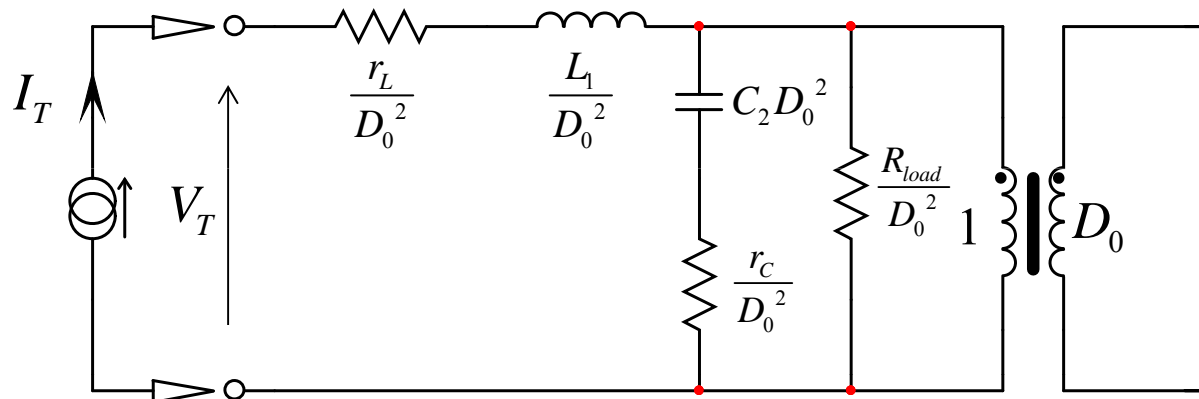 I_T
V_T
r_L
D_0^2
L_1
D_0^2
C_2 D_0^2
r_C
D_0^2
R_load
D_0^2
1
D_0